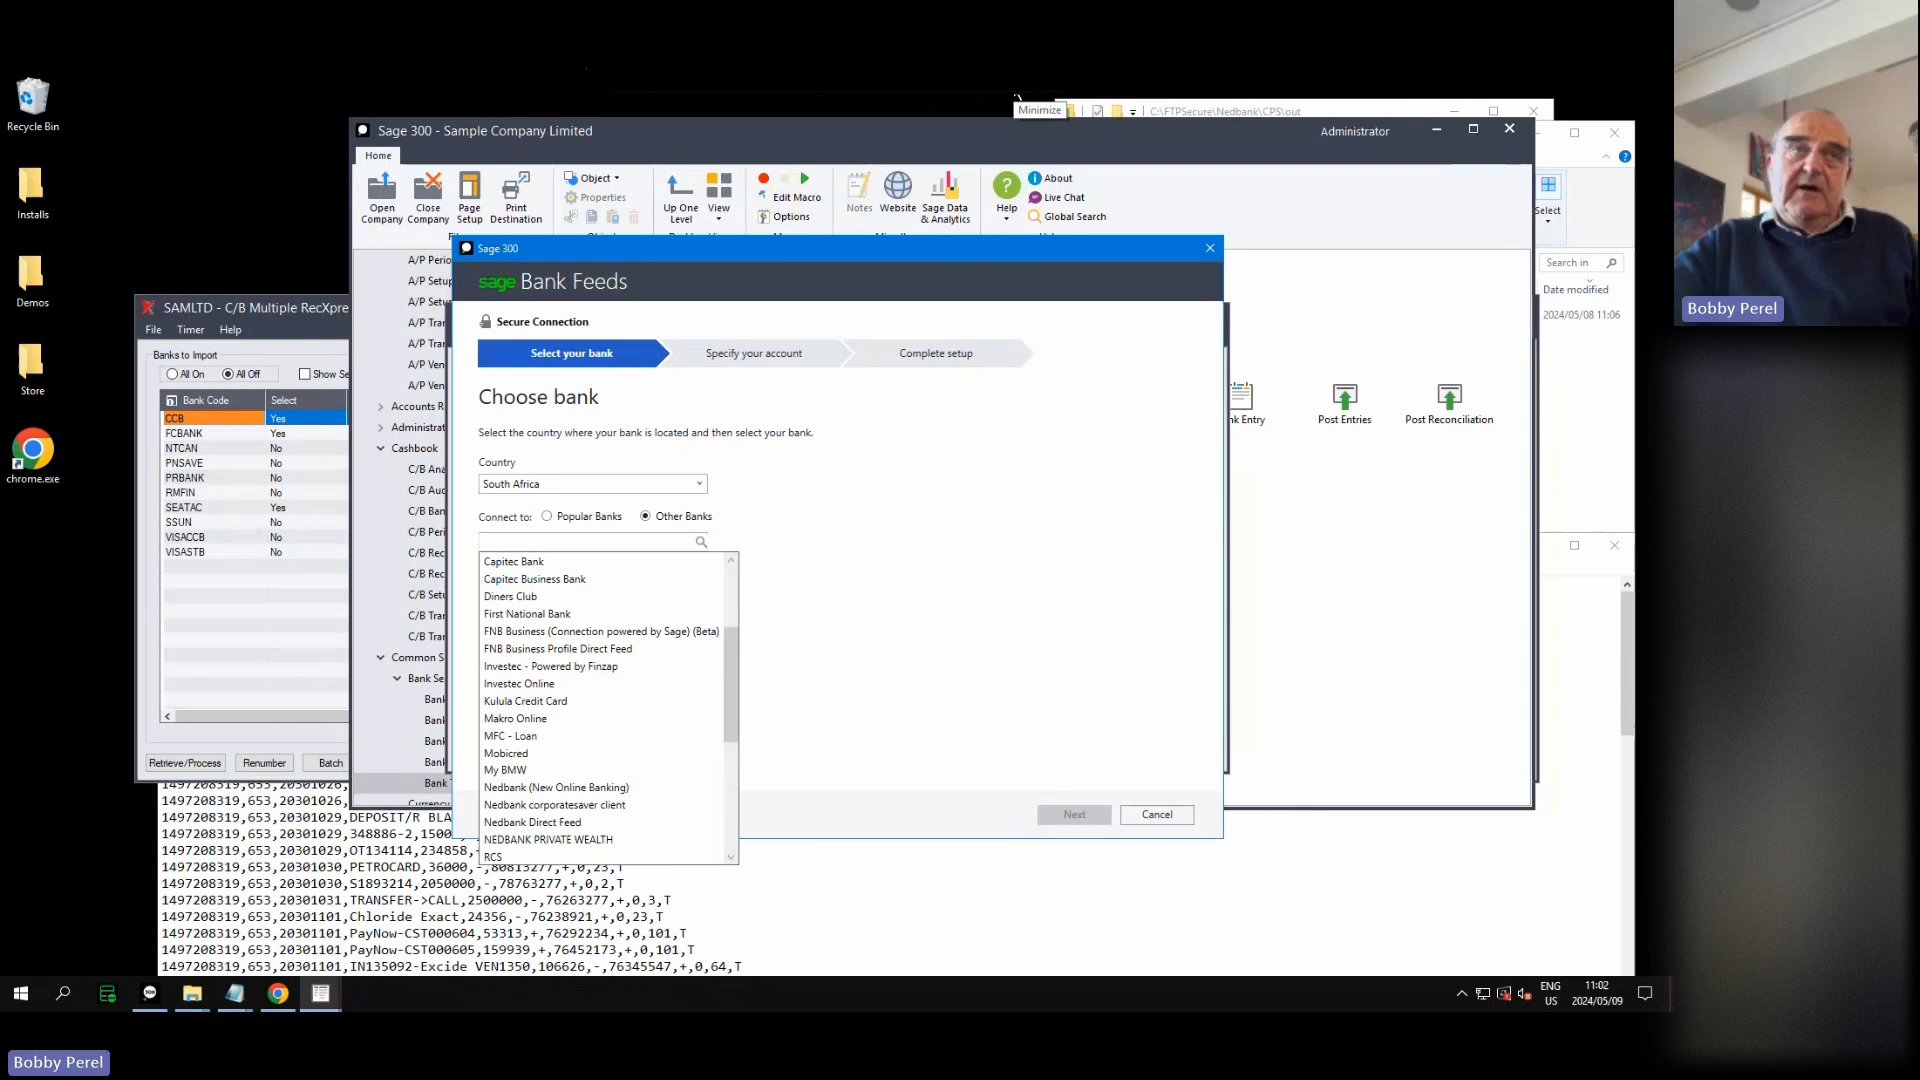 Recycle Bin
Installs
Demos
Store
chrome.exe
Minimize
C:\FTPSecure\Nedbank\CPS\out
Sage 300 - Sample Company Limited
Administrator
Home
Open Company
Close Company
Page Setup
Print Destination
Object
Properties
Up One Level
View
Edit Macro
Options
Notes
Website
Sage Data & Analytics
Help
About
Live Chat
Global Search
Select
Search in
Date modified
2024/05/08 11:06
SAMLTD - C/B Multiple RecXpre
File Timer Help
Banks to Import
All On All Off Show Se
Bank Code Select
CCB Yes
FCBANK Yes
NTCAN No
PNSAVE No
PRBANK No
RMFIN No
SEATAC Yes
SSUN No
VISACCB No
VISASTB No
Retrieve/Process Renumber Batch
A/P Perio
A/P Setu
A/P Setu
A/P Tran
A/P Tran
A/P Ven
A/P Ven
Accounts R
Administrat
Cashbook
C/B Ana
C/B Aud
C/B Ban
C/B Peri
C/B Rec
C/B Rec
C/B Setu
C/B Tran
C/B Tran
Common S
Bank Se
Bank
Bank
Bank
Bank
Bank
Sage 300
sage Bank Feeds
Secure Connection
Select your bank
Specify your account
Complete setup
Choose bank
Select the country where your bank is located and then select your bank.
Country
South Africa
Connect to: Popular Banks Other Banks
Capitec Bank
Capitec Business Bank
Diners Club
First National Bank
FNB Business (Connection powered by Sage) (Beta)
FNB Business Profile Direct Feed
Investec - Powered by Finzap
Investec Online
Kulula Credit Card
Makro Online
MFC - Loan
Mobicred
My BMW
Nedbank (New Online Banking)
Nedbank corporatesaver client
Nedbank Direct Feed
NEDBANK PRIVATE WEALTH
RCS
Next
Cancel
nk Entry
Post Entries
Post Reconciliation
1497208319,653,20301026,
1497208319,653,20301026,
1497208319,653,20301029,DEPOSIT/R BLA
1497208319,653,20301029,348886-2,1500
1497208319,653,20301029,OT134114,234858,+
1497208319,653,20301030,PETROCARD,36000,-,80813277,+,0,23,T
1497208319,653,20301030,S1893214,2050000,-,78763277,+,0,2,T
1497208319,653,20301031,TRANSFER->CALL,2500000,-,76263277,+,0,3,T
1497208319,653,20301101,Chloride Exact,24356,-,76238921,+,0,23,T
1497208319,653,20301101,PayNow-CST000604,53313,+,76292234,+,0,101,T
1497208319,653,20301101,PayNow-CST000605,159939,+,76452173,+,0,101,T
1497208319,653,20301101,IN135092-Excide VEN1350,106626,-,76345547,+,0,64,T
ENG
US
11:02
2024/05/09
Bobby Perel
Bobby Perel